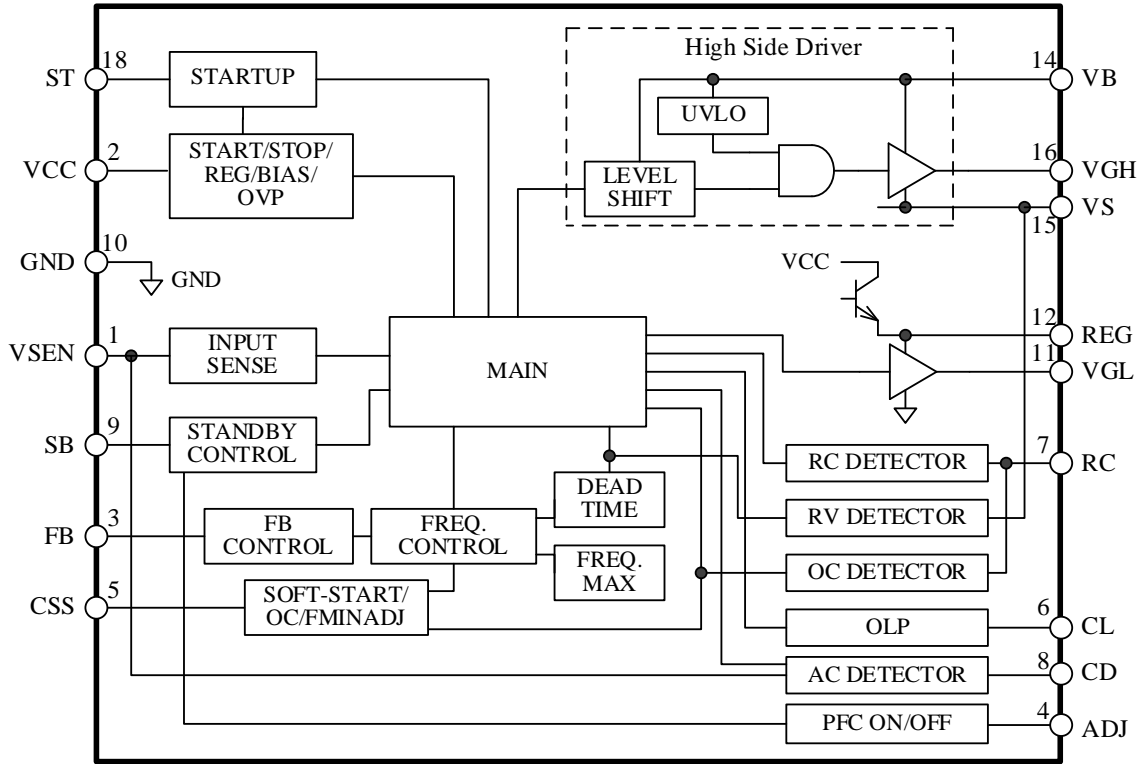 High Side Driver
18
ST
STARTUP
14
VB
UVLO
2
VCC
START/STOP/
REG/BIAS/
OVP
LEVEL
SHIFT
16
VGH
VS
15
10
GND
GND
VCC
1
VSEN
INPUT
SENSE
MAIN
12
REG
11
VGL
9
SB
STANDBY
CONTROL
7
RC DETECTOR
RC
DEAD
TIME
3
FB
FB
CONTROL
FREQ.
CONTROL
RV DETECTOR
FREQ.
MAX
OC DETECTOR
5
CSS
SOFT-START/
OC/FMINADJ
6
OLP
CL
8
AC DETECTOR
CD
4
PFC ON/OFF
ADJ